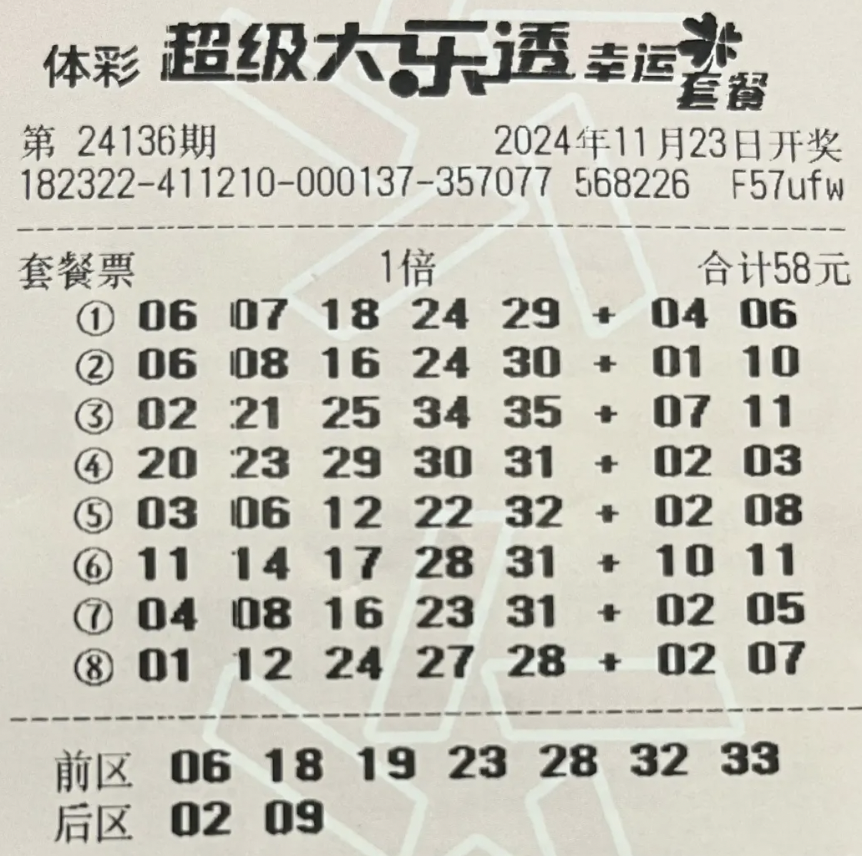 体彩 超级大乐透 幸运套餐
第 24136期 2024年11月23日开奖
182322-411210-000137-357077 568226 F57ufw
套餐票 1倍 合计58元
① 06 07 18 24 29 + 04 06
② 06 08 16 24 30 + 01 10
③ 02 21 25 34 35 + 07 11
④ 20 23 29 30 31 + 02 03
⑤ 03 06 12 22 32 + 02 08
⑥ 11 14 17 28 31 + 10 11
⑦ 04 08 16 23 31 + 02 05
⑧ 01 12 24 27 28 + 02 07
前区 06 18 19 23 28 32 33
后区 02 09